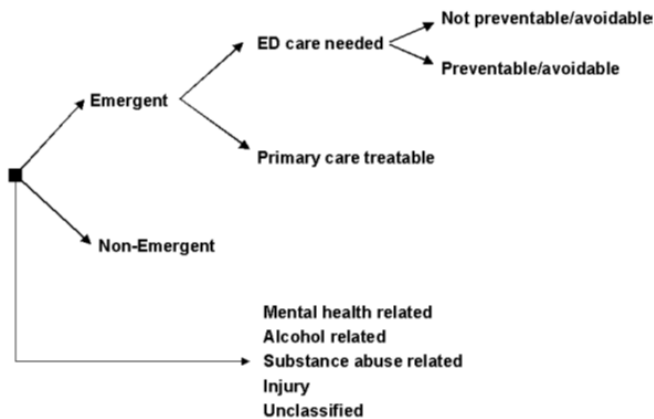 Not preventable/avoidable
ED care needed
Preventable/avoidable
Emergent
Primary care treatable
Non-Emergent
Mental health related
Alcohol related
Substance abuse related
Injury
Unclassified